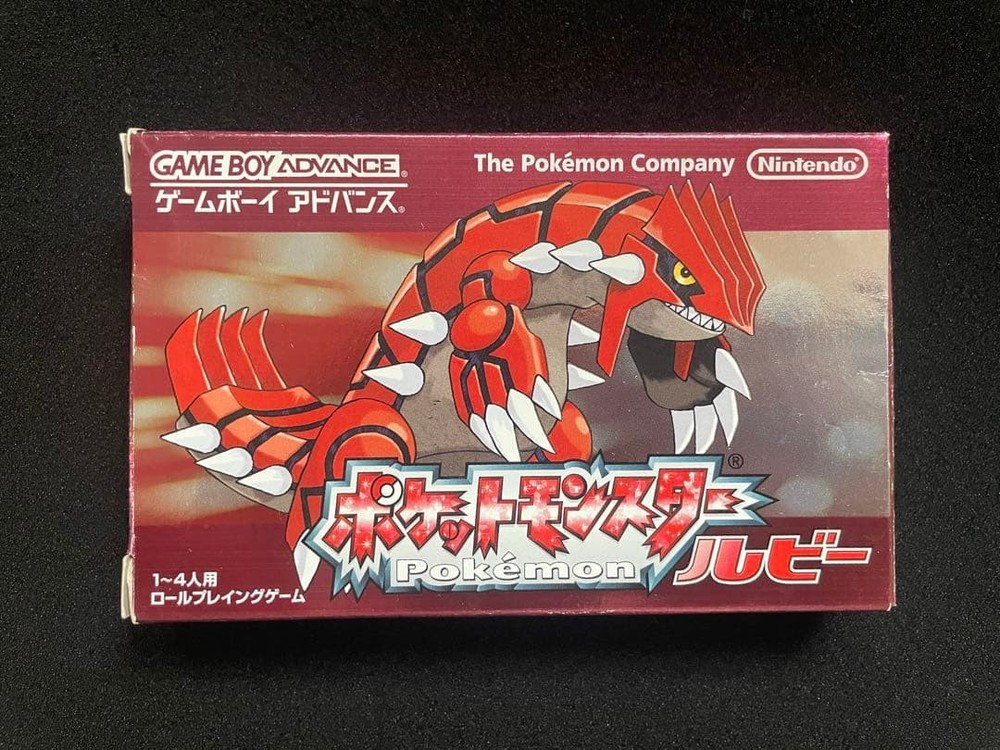 GAME BOY ADVANCE®
ゲームボーイ アドバンス®
The Pokémon Company
Nintendo®
ポケットモンスター®
Pokémon
ルビー
1~4人用
ロールプレイングゲーム